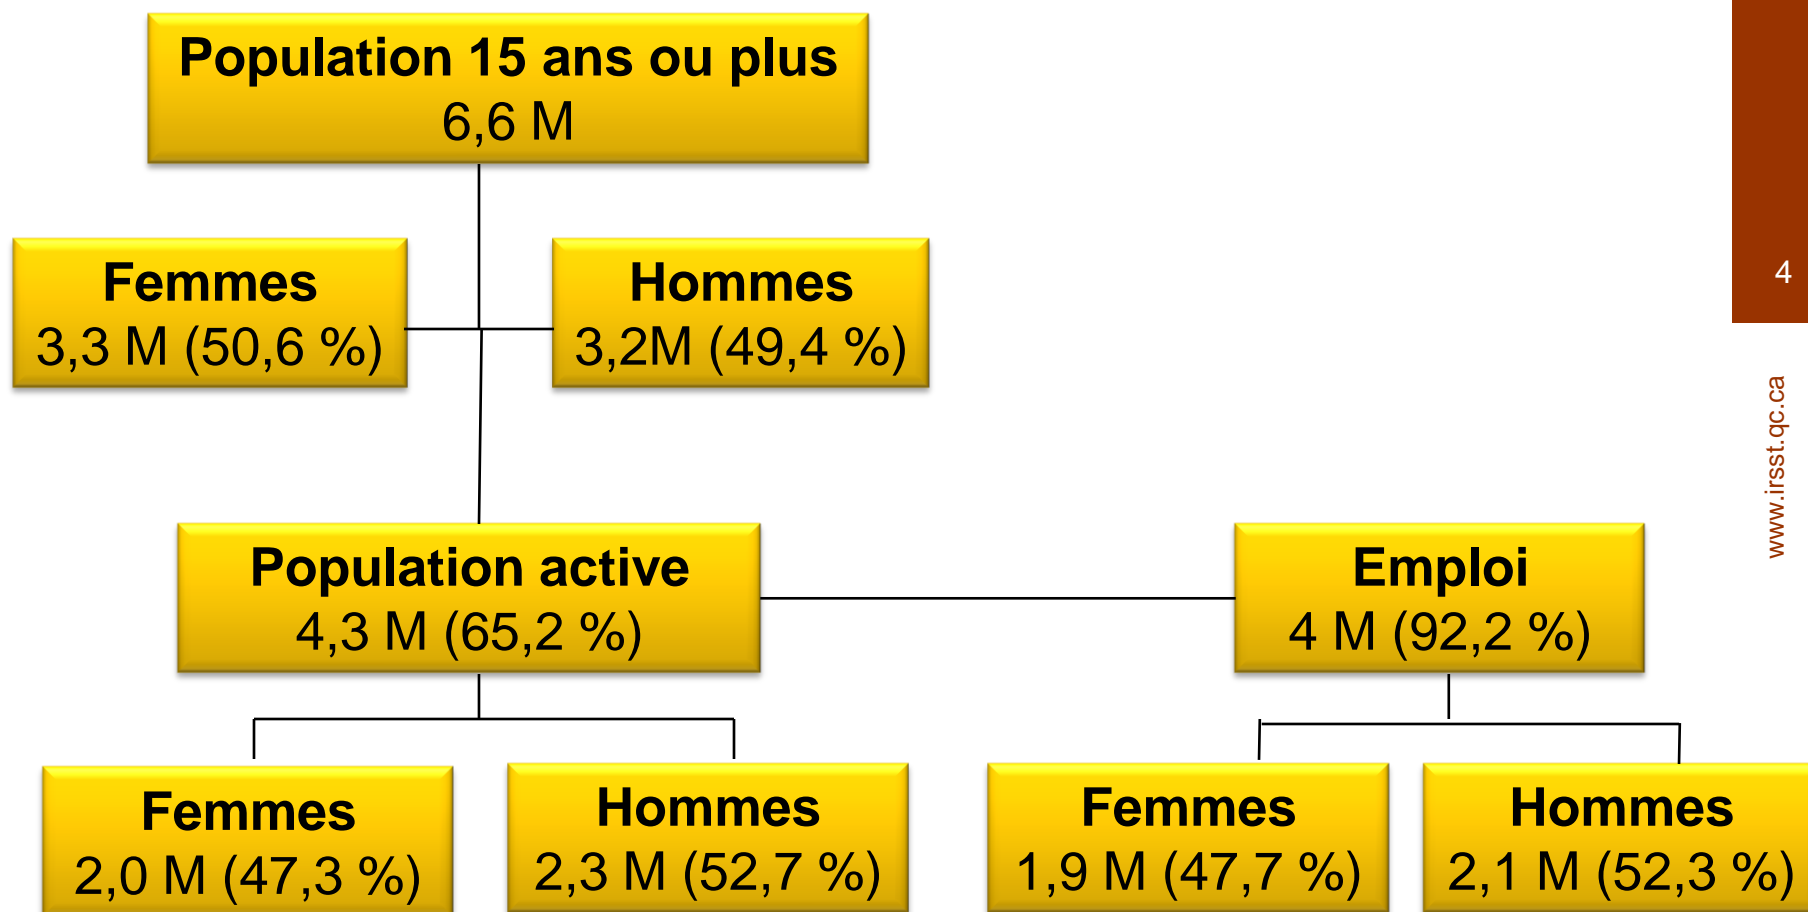 Population 15 ans ou plus
6,6 M
Femmes
3,3 M (50,6 %)
Hommes
3,2M (49,4 %)
4
www.irsst.qc.ca
Population active
4,3 M (65,2 %)
Emploi
4 M (92,2 %)
Femmes
2,0 M (47,3 %)
Hommes
2,3 M (52,7 %)
Femmes
1,9 M (47,7 %)
Hommes
2,1 M (52,3 %)